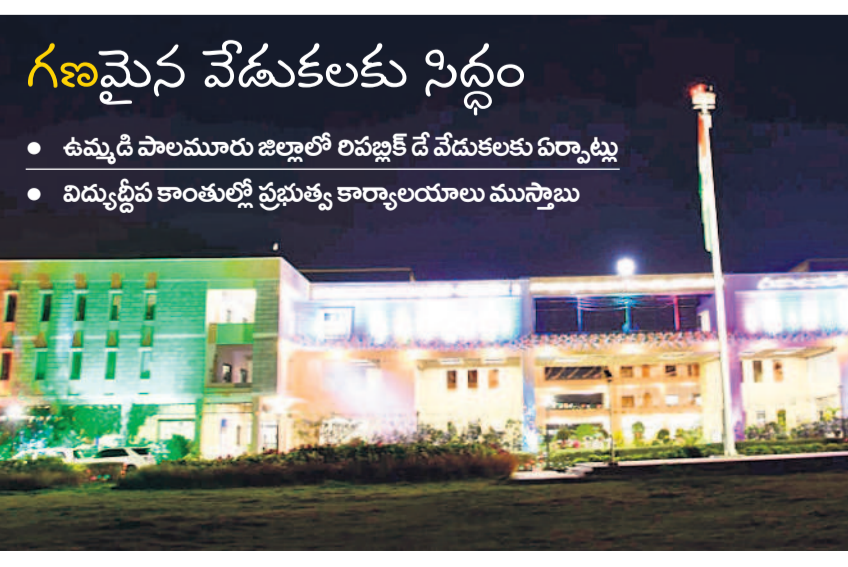 గణమైన వేడుకలకు సిద్ధం
● ఉమ్మడి పాలమూరు జిల్లాలో రిపబ్లిక్ డే వేడుకలకు ఏర్పాట్లు
● విద్యుద్దీప కాంతుల్లో ప్రభుత్వ కార్యాలయాలు ముస్తాబు